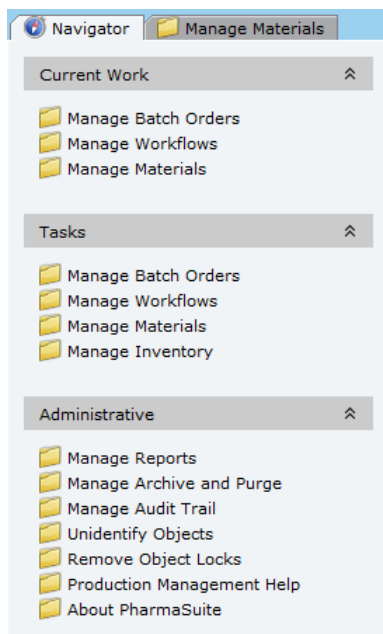 Navigator Manage Materials
Current Work
Manage Batch Orders
Manage Workflows
Manage Materials
Tasks
Manage Batch Orders
Manage Workflows
Manage Materials
Manage Inventory
Administrative
Manage Reports
Manage Archive and Purge
Manage Audit Trail
Unidentify Objects
Remove Object Locks
Production Management Help
About PharmaSuite